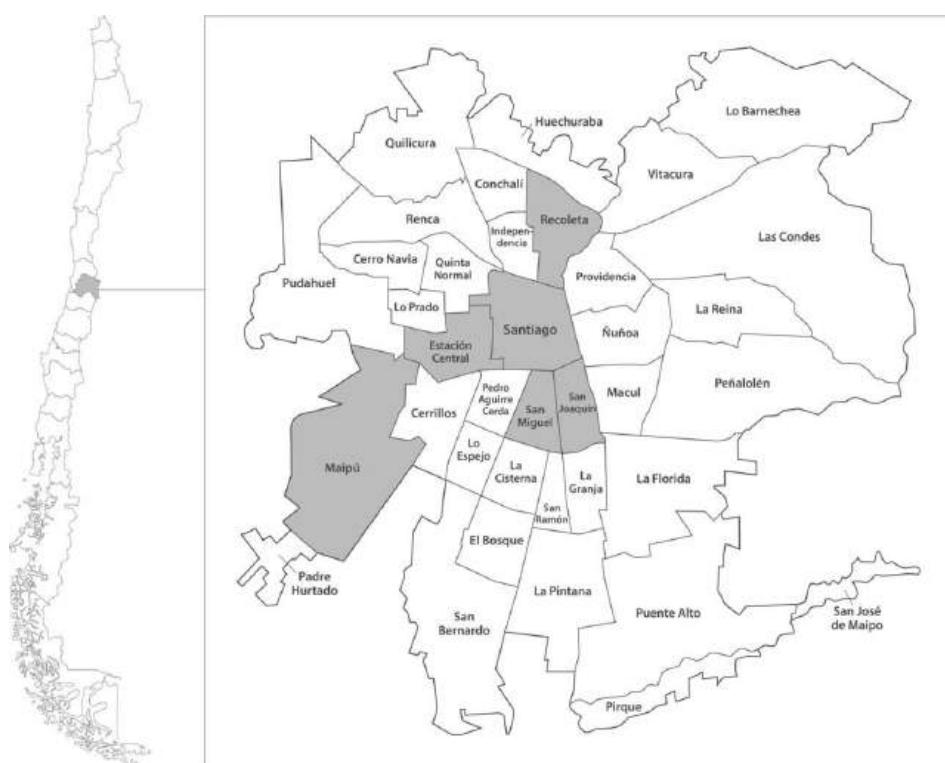 Lo Barnechea
Huechuraba
Quilicura
Vitacura
Conchalí
Recoleta
Renca
Indepen-
dencia
Las Condes
Cerro Navia
Quinta
Normal
Providencia
Pudahuel
Lo Prado
La Reina
Santiago
Ñuñoa
Estación
Central
Peñalolén
Pedro
Aguirre
Cerda
San
Joaquín
Macul
Cerrillos
San
Miguel
Lo
Espejo
Maipú
La
Cisterna
La
Granja
La Florida
San
Ramón
El Bosque
Padre
Hurtado
La Pintana
San
Bernardo
Puente Alto
San José
de Maipo
Pirque